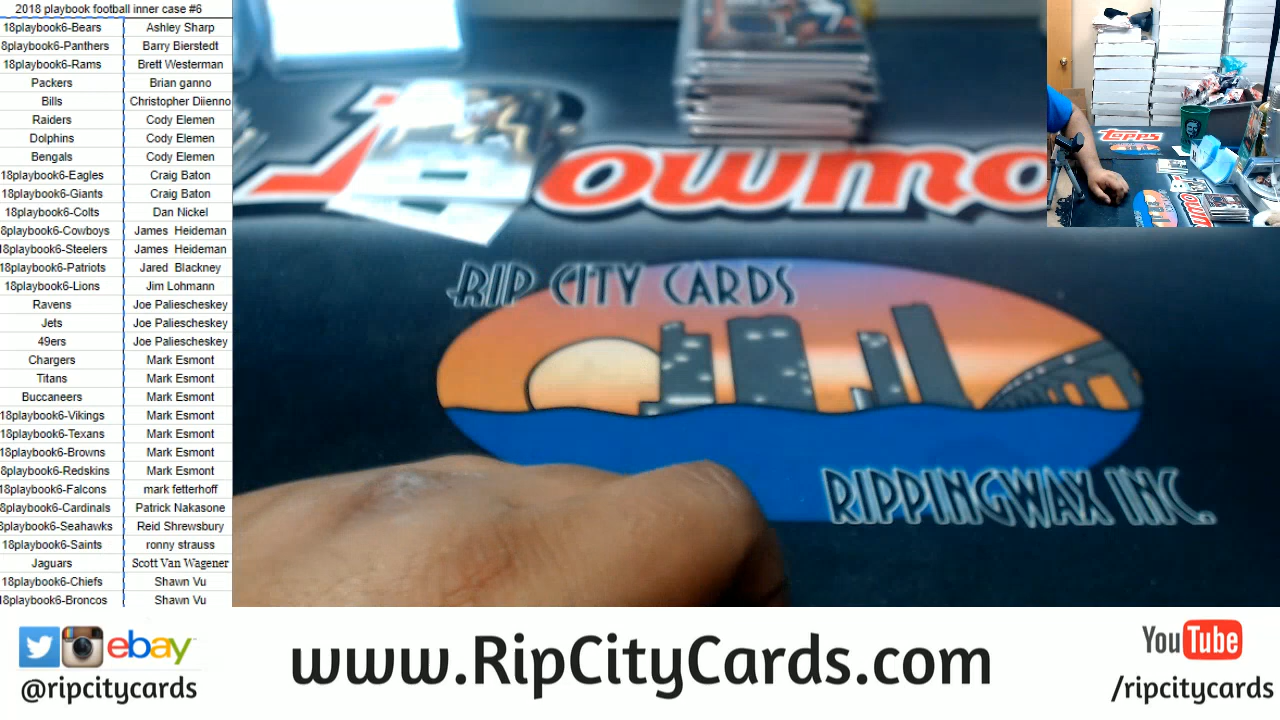 2018 playbook football inner case #6
18playbook6-Bears Ashley Sharp
8playbook6-Panthers Barry Bierstedt
18playbook6-Rams Brett Westerman
Packers Brian ganno
Bills Christopher Diienno
Raiders Cody Elemen
Dolphins Cody Elemen
Bengals Cody Elemen
18playbook6-Eagles Craig Baton
18playbook6-Giants Craig Baton
18playbook6-Colts Dan Nickel
8playbook6-Cowboys James Heideman
18playbook6-Steelers James Heideman
18playbook6-Patriots Jared Blackney
18playbook6-Lions Jim Lohmann
Ravens Joe Paliescheskey
Jets Joe Paliescheskey
49ers Joe Paliescheskey
Chargers Mark Esmont
Titans Mark Esmont
Buccaneers Mark Esmont
18playbook6-Vikings Mark Esmont
18playbook6-Texans Mark Esmont
18playbook6-Browns Mark Esmont
8playbook6-Redskins Mark Esmont
18playbook6-Falcons mark fetterhoff
8playbook6-Cardinals Patrick Nakasone
8playbook6-Seahawks Reid Shrewsbury
18playbook6-Saints ronny strauss
Jaguars Scott Van Wagener
18playbook6-Chiefs Shawn Vu
8playbook6-Broncos Shawn Vu
owmo
RIP CITY CARDS
RIPPINGWAX INC.
Topps
owmo
ebay
@ripcitycards
www.RipCityCards.com
YouTube
/ripcitycards